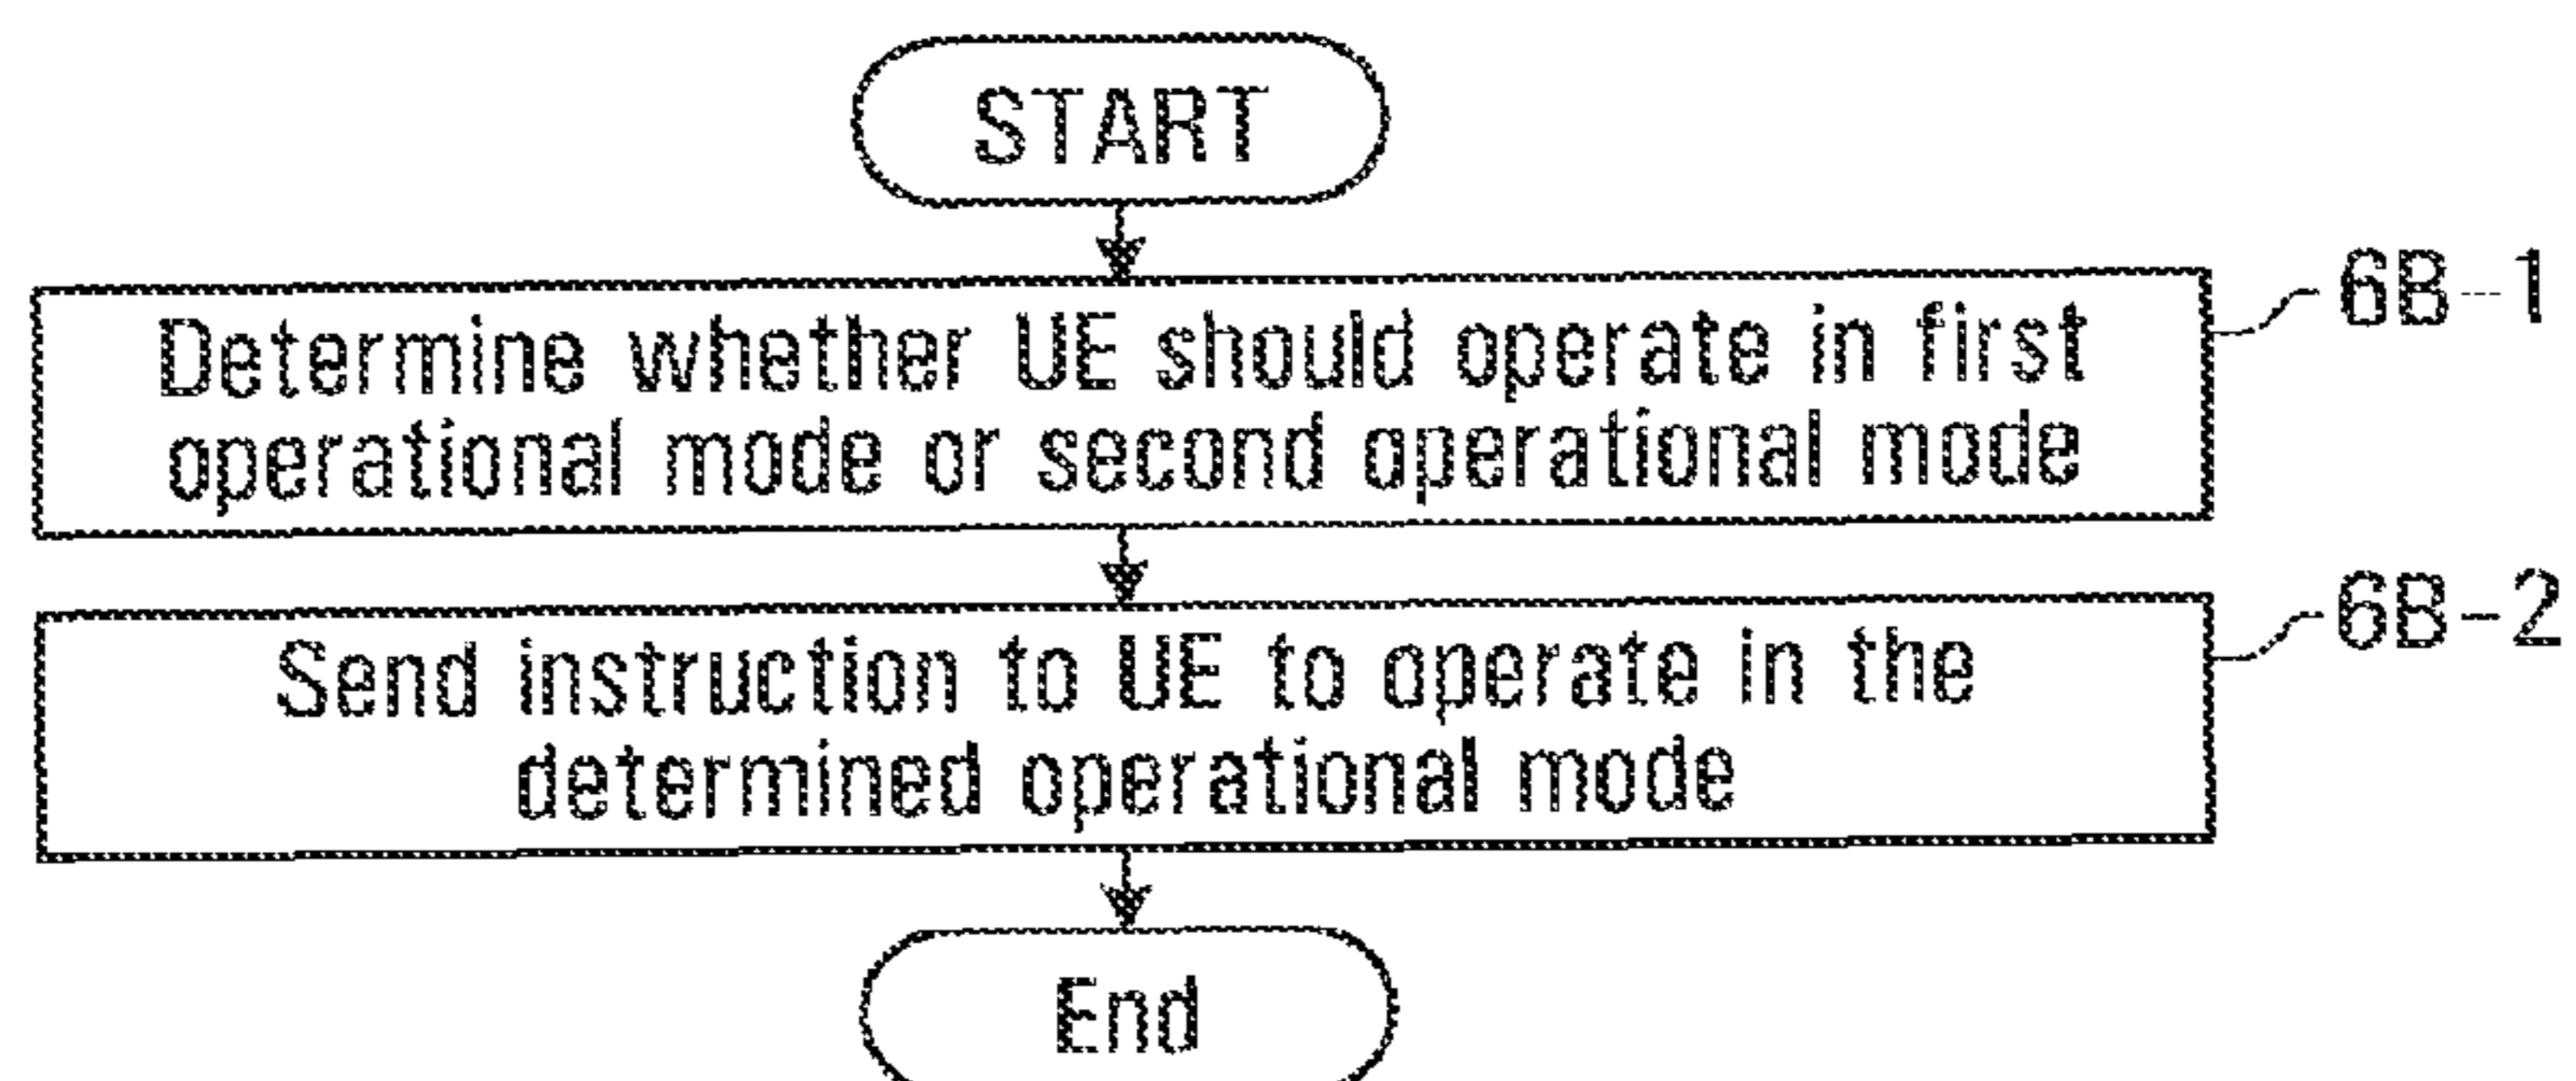 START
6B-1
Determine whether UE should operate in first
operational mode or second operational mode
6B-2
Send instruction to UE to operate in the
determined operational mode
End